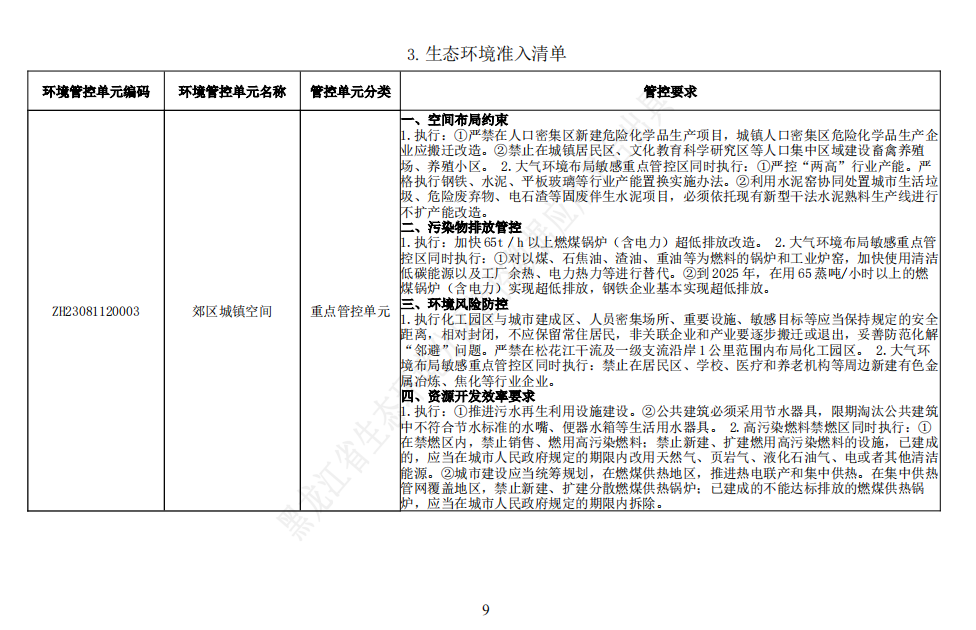 3. 生态环境准入清单
环境管控单元编码 环境管控单元名称 管控单元分类 管控要求
ZH23081120003 郊区城镇空间 重点管控单元
一、空间布局约束
1.执行：①严禁在人口密集区新建危险化学品生产项目，城镇人口密集区危险化学品生产企
业应搬迁改造。②禁止在城镇居民区、文化教育科学研究区等人口集中区域建设畜禽养殖
场、养殖小区。 2.大气环境布局敏感重点管控区同时执行：①严控“两高”行业产能。严
格执行钢铁、水泥、平板玻璃等行业产能置换实施办法。②利用水泥窑协同处置城市生活垃
圾、危险废弃物、电石渣等固废伴生水泥项目，必须依托现有新型干法水泥熟料生产线进行
不扩产能改造。
二、污染物排放管控
1.执行：加快 65t／h 以上燃煤锅炉（含电力）超低排放改造。 2.大气环境布局敏感重点管
控区同时执行：①对以煤、石焦油、渣油、重油等为燃料的锅炉和工业炉窑，加快使用清洁
低碳能源以及工厂余热、电力热力等进行替代。②到 2025 年，在用 65 蒸吨/小时以上的燃
煤锅炉（含电力）实现超低排放，钢铁企业基本实现超低排放。
三、环境风险防控
1.执行化工园区与城市建成区、人员密集场所、重要设施、敏感目标等应当保持规定的安全
距离，相对封闭，不应保留常住居民，非关联企业和产业要逐步搬迁或退出，妥善防范化解
“邻避”问题。严禁在松花江干流及一级支流沿岸 1 公里范围内布局化工园区。 2.大气环
境布局敏感重点管控区同时执行：禁止在居民区、学校、医疗和养老机构等周边新建有色金
属冶炼、焦化等行业企业。
四、资源开发效率要求
1.执行：①推进污水再生利用设施建设。②公共建筑必须采用节水器具，限期淘汰公共建筑
中不符合节水标准的水嘴、便器水箱等生活用水器具。 2.高污染燃料禁燃区同时执行：①
在禁燃区内，禁止销售、燃用高污染燃料；禁止新建、扩建燃用高污染燃料的设施，已建成
的，应当在城市人民政府规定的期限内改用天然气、页岩气、液化石油气、电或者其他清洁
能源。②城市建设应当统筹规划，在燃煤供热地区，推进热电联产和集中供热。在集中供热
管网覆盖地区，禁止新建、扩建分散燃煤供热锅炉；已建成的不能达标排放的燃煤供热锅
炉，应当在城市人民政府规定的期限内拆除。
9